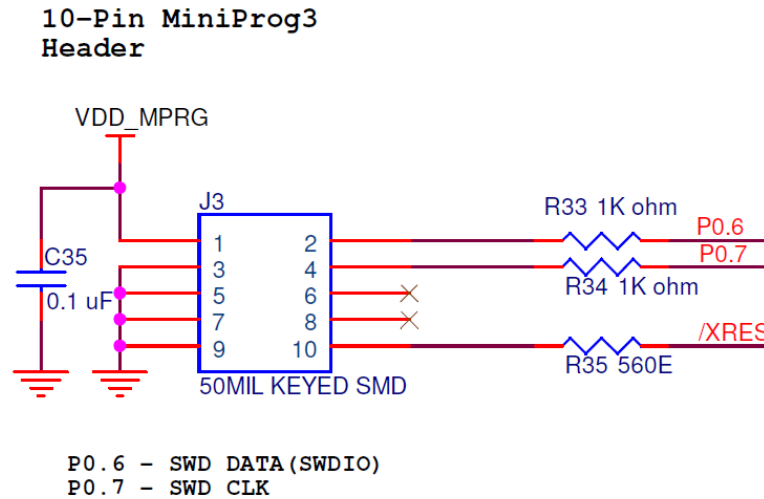 10-Pin MiniProg3
Header
VDD_MPRG
J3
R33 1K ohm
P0.6
1 2
P0.7
C35
3 4
R34 1K ohm
0.1 uF
5 6
7 8
/XRES
9 10
R35 560E
50MIL KEYED SMD
P0.6 - SWD DATA(SWDIO)
P0.7 - SWD CLK